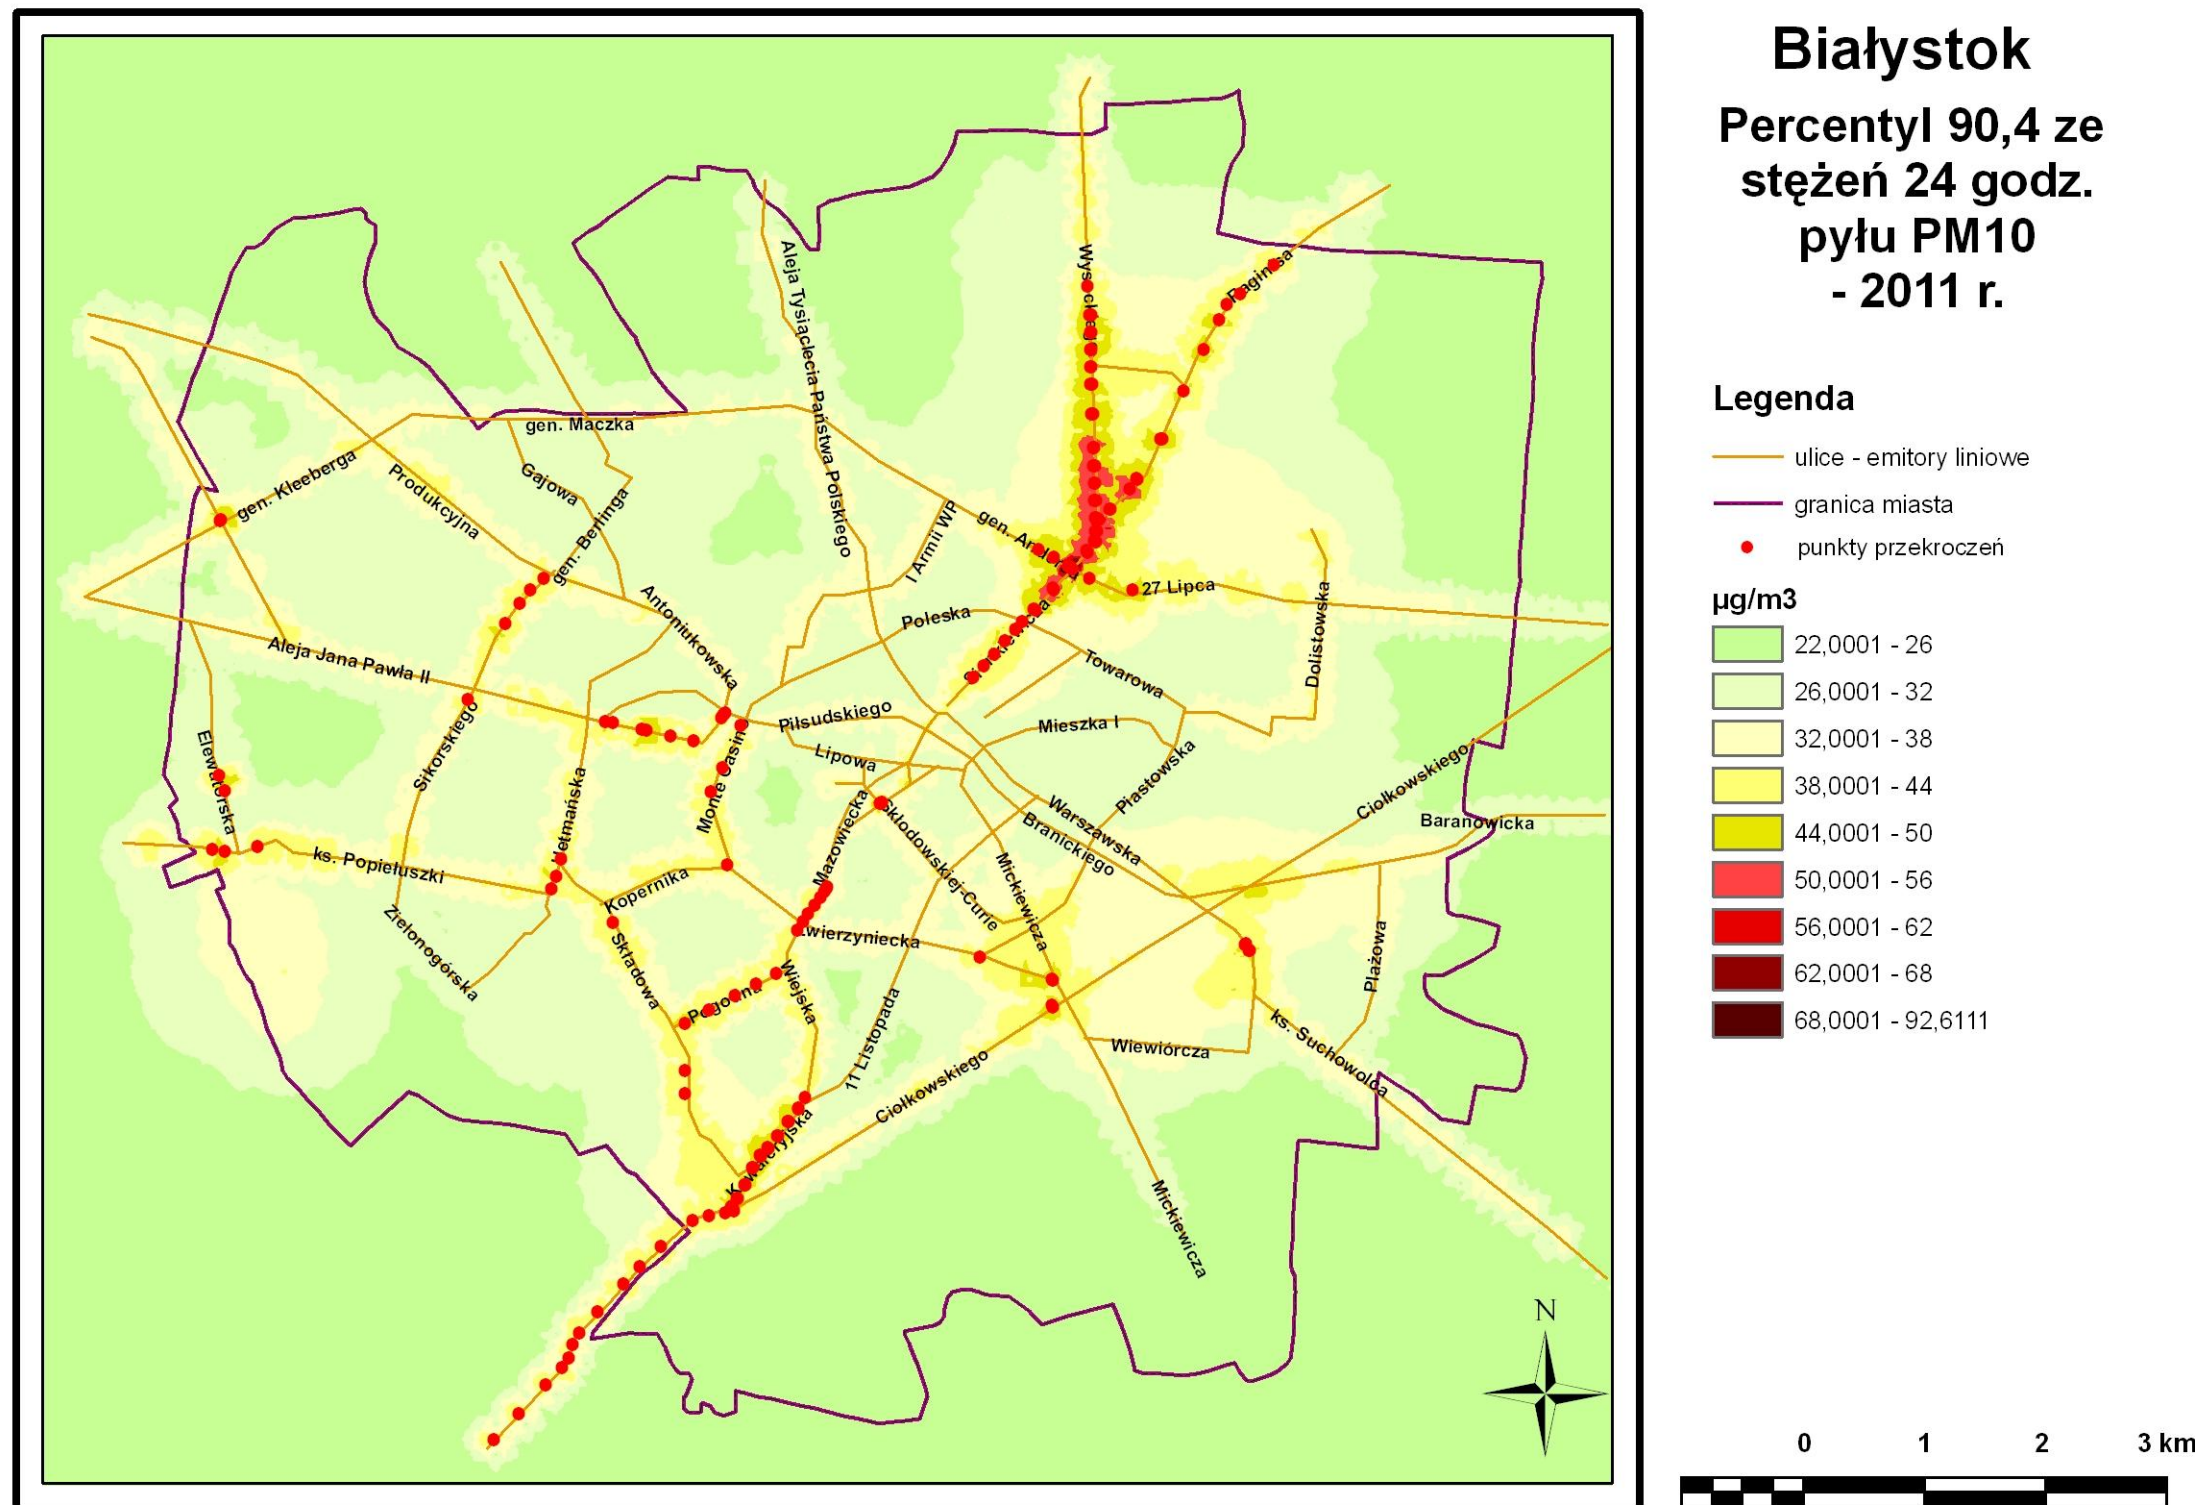 Białystok
Percentyl 90,4 ze
stężeń 24 godz.
pyłu PM10
- 2011 r.
Legenda
ulice - emitory liniowe
granica miasta
punkty przekroczeń
µg/m3
22,0001 - 26
26,0001 - 32
32,0001 - 38
38,0001 - 44
44,0001 - 50
50,0001 - 56
56,0001 - 62
62,0001 - 68
68,0001 - 92,6111
N
0 1 2 3 km
Aleja Tysiąclecia Państwa Polskiego
gen. Maczka
gen. Kleeberga
Produkcyjna
Gajowa
gen. Berlinga
I Armii WP
gen.
27 Lipca
Antoniukowska
Poleska
Aleja Jana Pawła II
Towarowa
Dolistowska
Piłsudskiego
Mieszka I
Lipowa
Piastowska
Sikorskiego
Elewatorska
Hetmańska
Monte Casino
Mazowiecka
Skłodowskiej-Curie
Warszawska
Branickiego
Ciołkowskiego
Baranowicka
ks. Popiełuszki
Kopernika
Mickiewicza
Zwierzyniecka
Zielonogórska
Składowa
Pogodna
Wiejska
11 Listopada
Plażowa
Wiewiórcza
ks. Suchowolca
Ciołkowskiego
Kawaleryjska
Mickiewicza